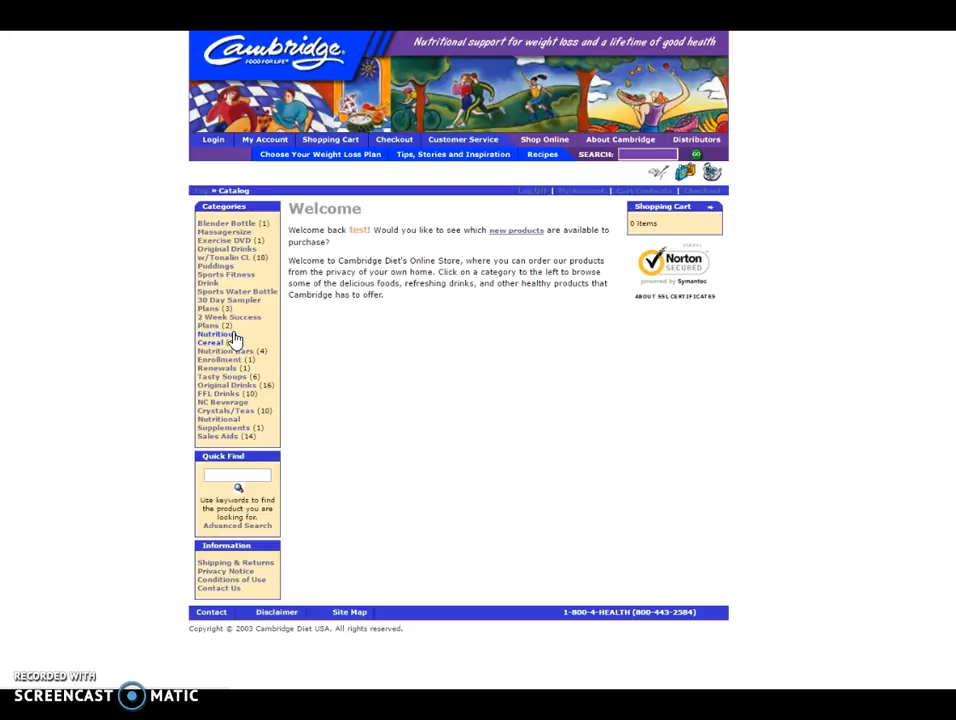 Cambridge®
FOOD FOR LIFE™
Nutritional support for weight loss and a lifetime of good health
Login My Account Shopping Cart Checkout Customer Service Shop Online About Cambridge Distributors
Choose Your Weight Loss Plan Tips, Stories and Inspiration Recipes SEARCH: GO
Top » Catalog Log Off | My Account | Cart Contents | Checkout
Categories
Blender Bottle (1)
Massagersize
Exercise DVD (1)
Original Drinks
w/Tonalin CL (18)
Puddings
Sports Fitness
Drink
Sports Water Bottle
30 Day Sampler
Plans (3)
2 Week Success
Plans (2)
Nutrition
Cereal
Nutrition Bars (4)
Enrollment (1)
Renewals (1)
Tasty Soups (6)
Original Drinks (16)
FFL Drinks (10)
NC Beverage
Crystals/Teas (10)
Nutritional
Supplements (1)
Sales Aids (14)
Quick Find
Use keywords to find
the product you are
looking for.
Advanced Search
Information
Shipping & Returns
Privacy Notice
Conditions of Use
Contact Us
Welcome
Welcome back test! Would you like to see which new products are available to
purchase?
Welcome to Cambridge Diet's Online Store, where you can order our products
from the privacy of your own home. Click on a category to the left to browse
some of the delicious foods, refreshing drinks, and other healthy products that
Cambridge has to offer.
Shopping Cart
0 items
Norton
SECURED
powered by Symantec
ABOUT SSL CERTIFICATES
Contact Disclaimer Site Map 1-800-4-HEALTH (800-443-2584)
Copyright © 2003 Cambridge Diet USA. All rights reserved.
RECORDED WITH
SCREENCAST MATIC